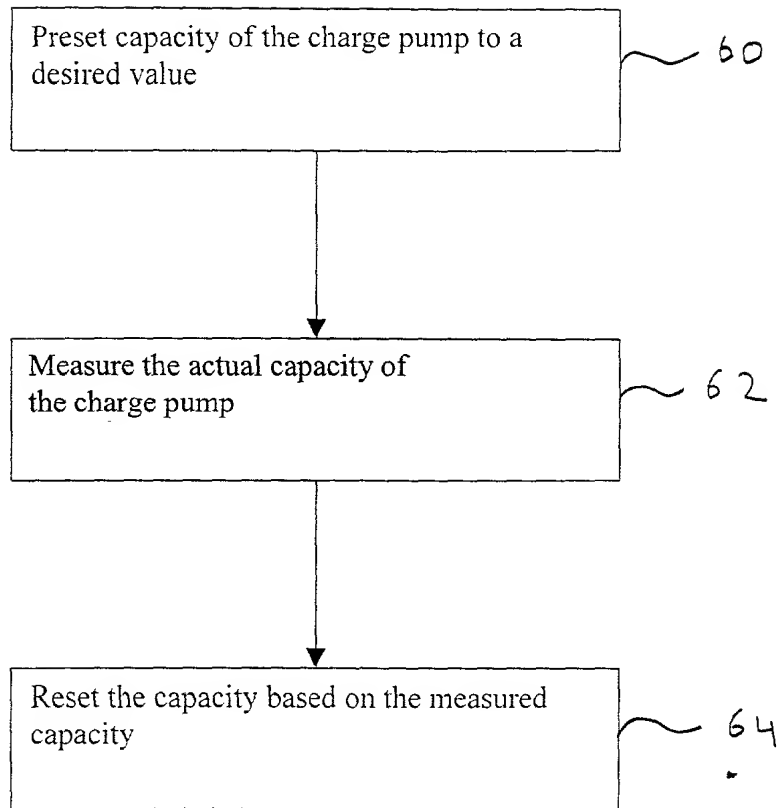 Preset capacity of the charge pump to a
desired value
60
Measure the actual capacity of
the charge pump
62
Reset the capacity based on the measured
capacity
64